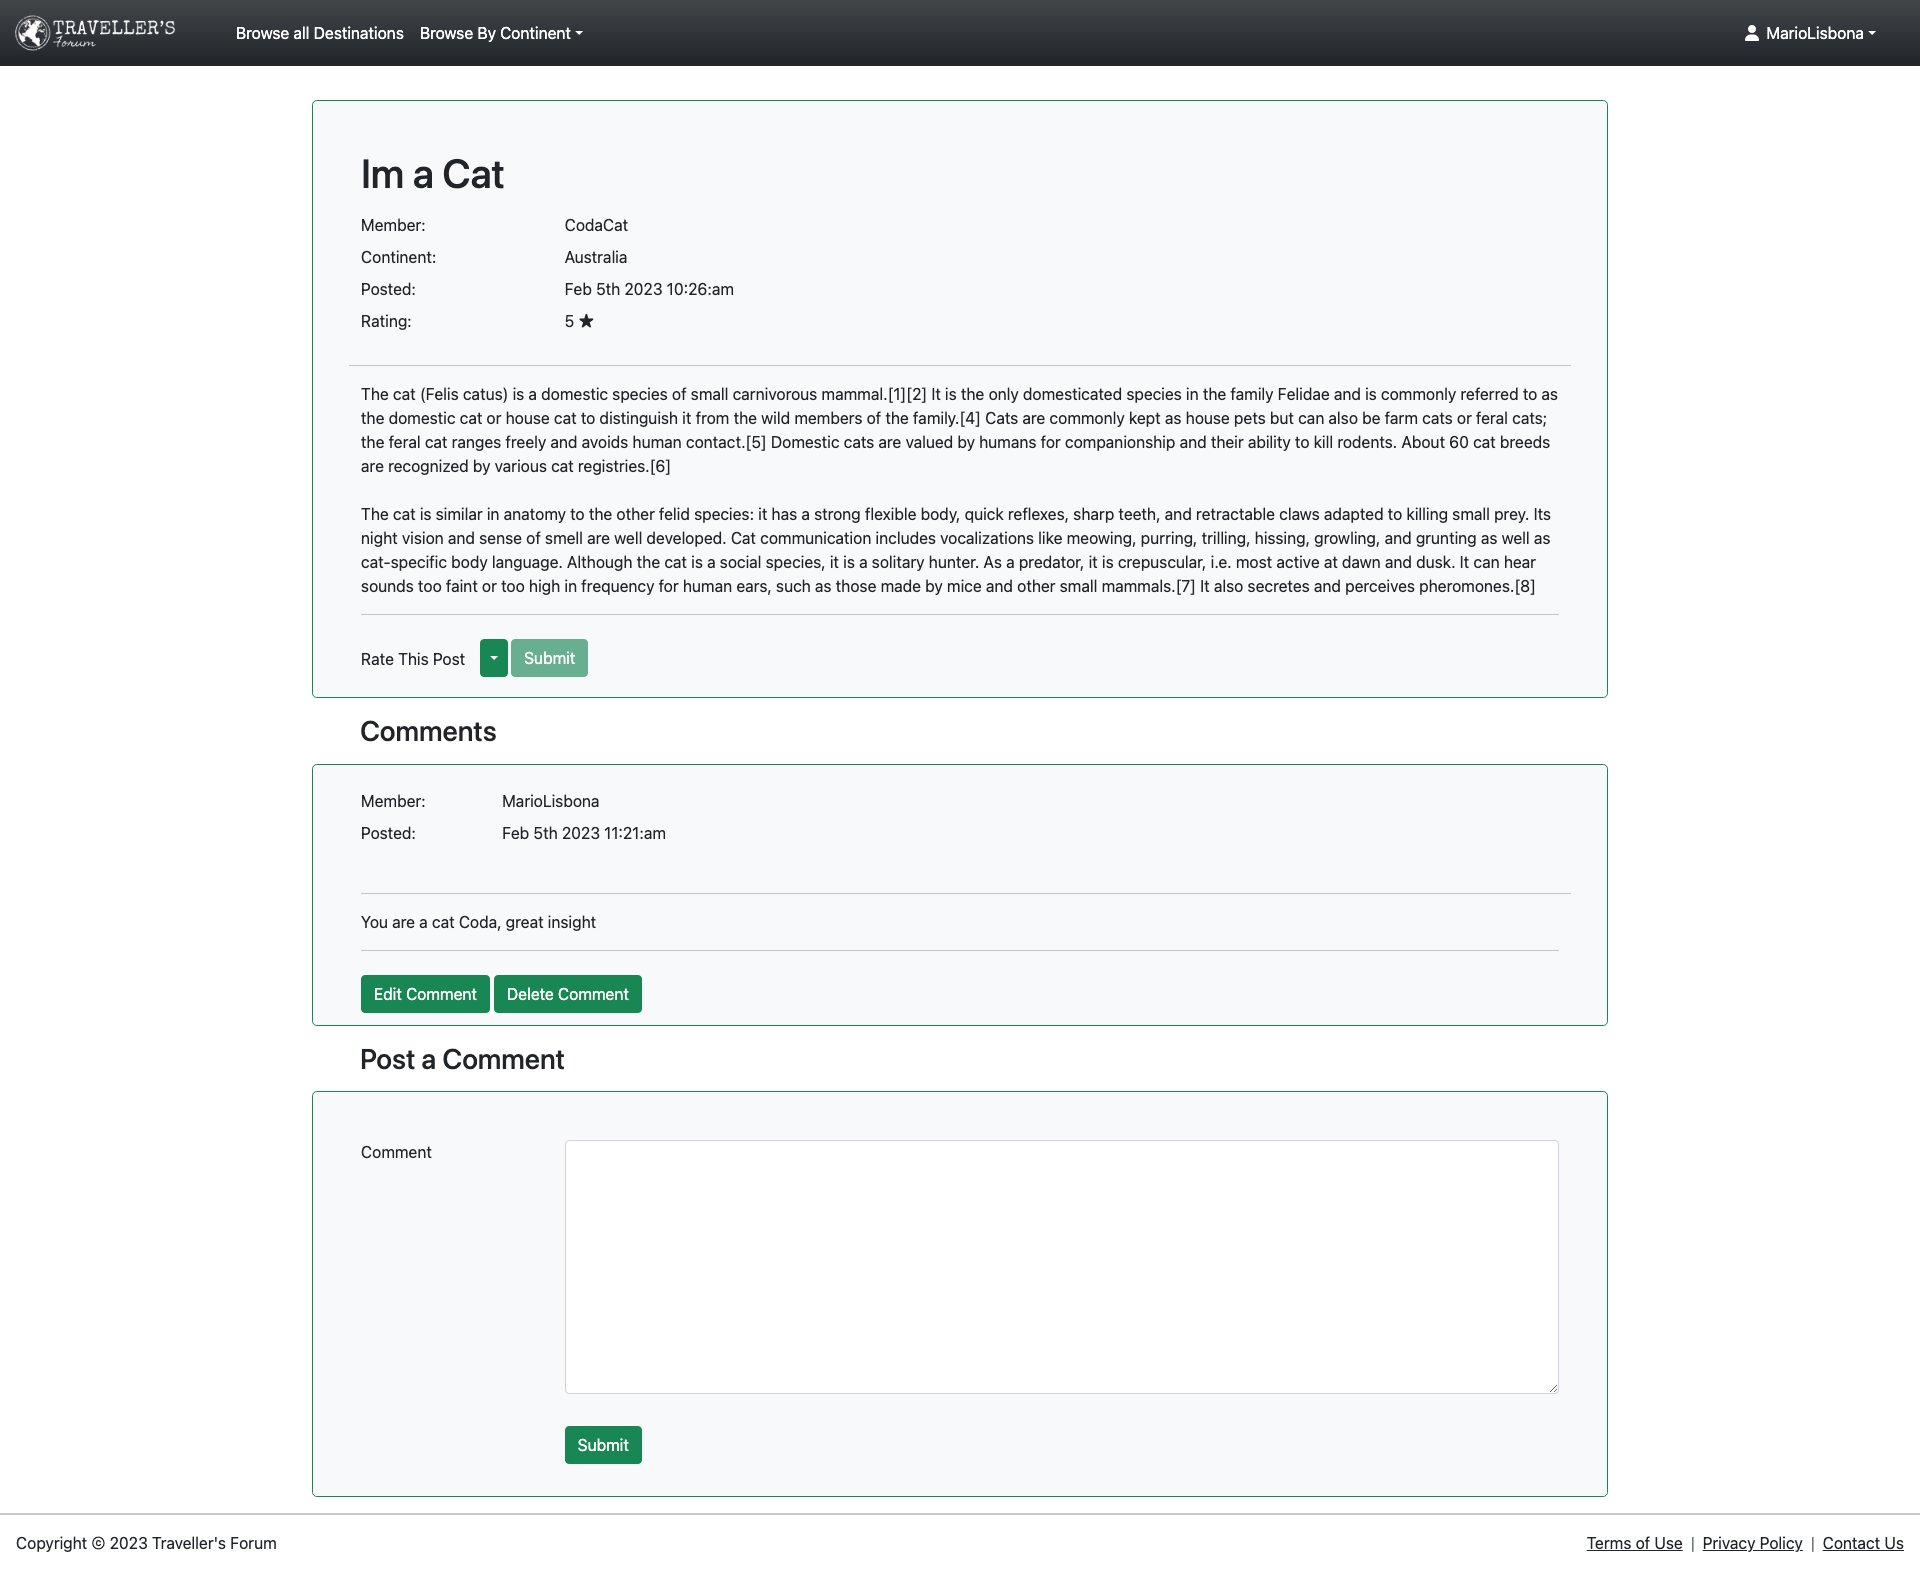 TRAVELLER'S
Forum
Browse all Destinations
Browse By Continent
MarioLisbona
Im a Cat
Member: CodaCat
Continent: Australia
Posted: Feb 5th 2023 10:26:am
Rating: 5 ★
The cat (Felis catus) is a domestic species of small carnivorous mammal.[1][2] It is the only domesticated species in the family Felidae and is commonly referred to as
the domestic cat or house cat to distinguish it from the wild members of the family.[4] Cats are commonly kept as house pets but can also be farm cats or feral cats;
the feral cat ranges freely and avoids human contact.[5] Domestic cats are valued by humans for companionship and their ability to kill rodents. About 60 cat breeds
are recognized by various cat registries.[6]
The cat is similar in anatomy to the other felid species: it has a strong flexible body, quick reflexes, sharp teeth, and retractable claws adapted to killing small prey. Its
night vision and sense of smell are well developed. Cat communication includes vocalizations like meowing, purring, trilling, hissing, growling, and grunting as well as
cat-specific body language. Although the cat is a social species, it is a solitary hunter. As a predator, it is crepuscular, i.e. most active at dawn and dusk. It can hear
sounds too faint or too high in frequency for human ears, such as those made by mice and other small mammals.[7] It also secretes and perceives pheromones.[8]
Rate This Post
Submit
Comments
Member: MarioLisbona
Posted: Feb 5th 2023 11:21:am
You are a cat Coda, great insight
Edit Comment
Delete Comment
Post a Comment
Comment
Submit
Copyright © 2023 Traveller's Forum
Terms of Use | Privacy Policy | Contact Us